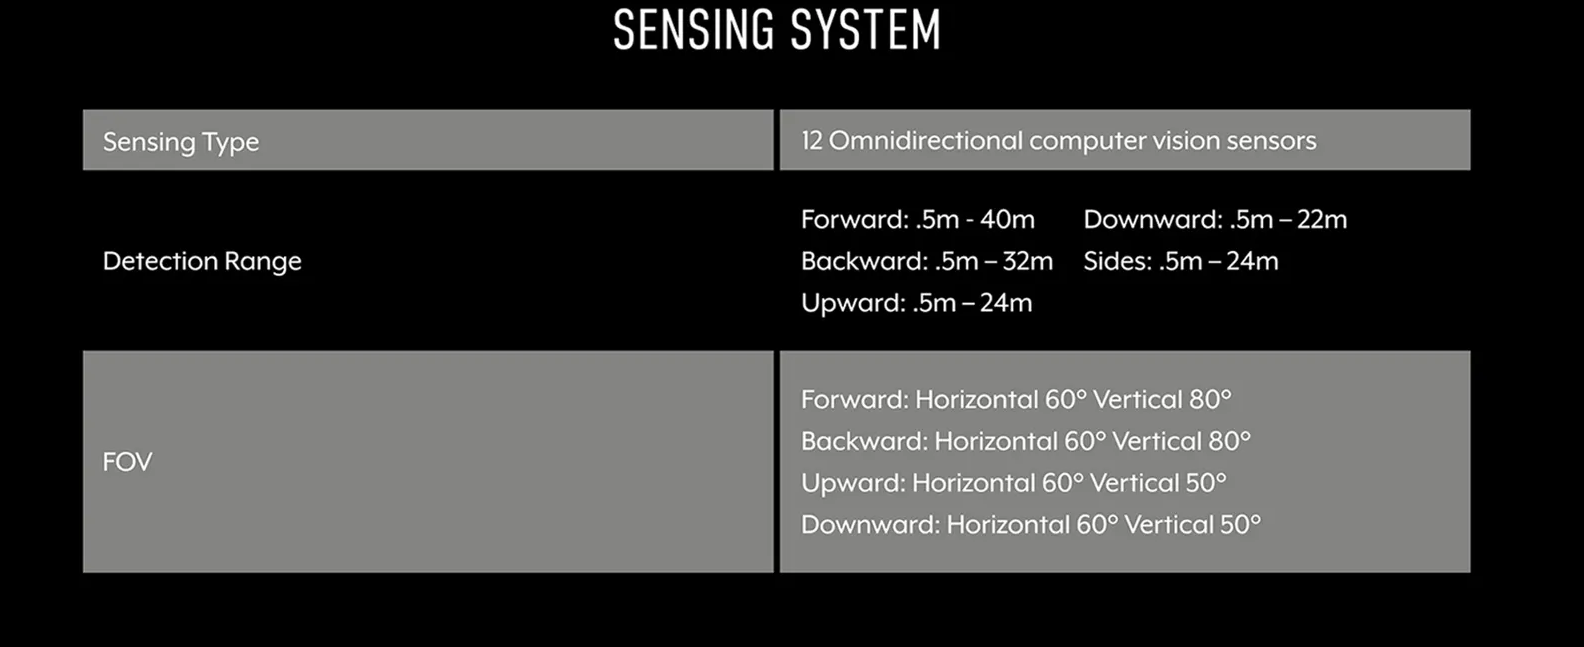 SENSING SYSTEM
Sensing Type
12 Omnidirectional computer vision sensors
Detection Range
Forward: .5m - 40m
Downward: .5m – 22m
Backward: .5m – 32m
Sides: .5m – 24m
Upward: .5m – 24m
FOV
Forward: Horizontal 60° Vertical 80°
Backward: Horizontal 60° Vertical 80°
Upward: Horizontal 60° Vertical 50°
Downward: Horizontal 60° Vertical 50°